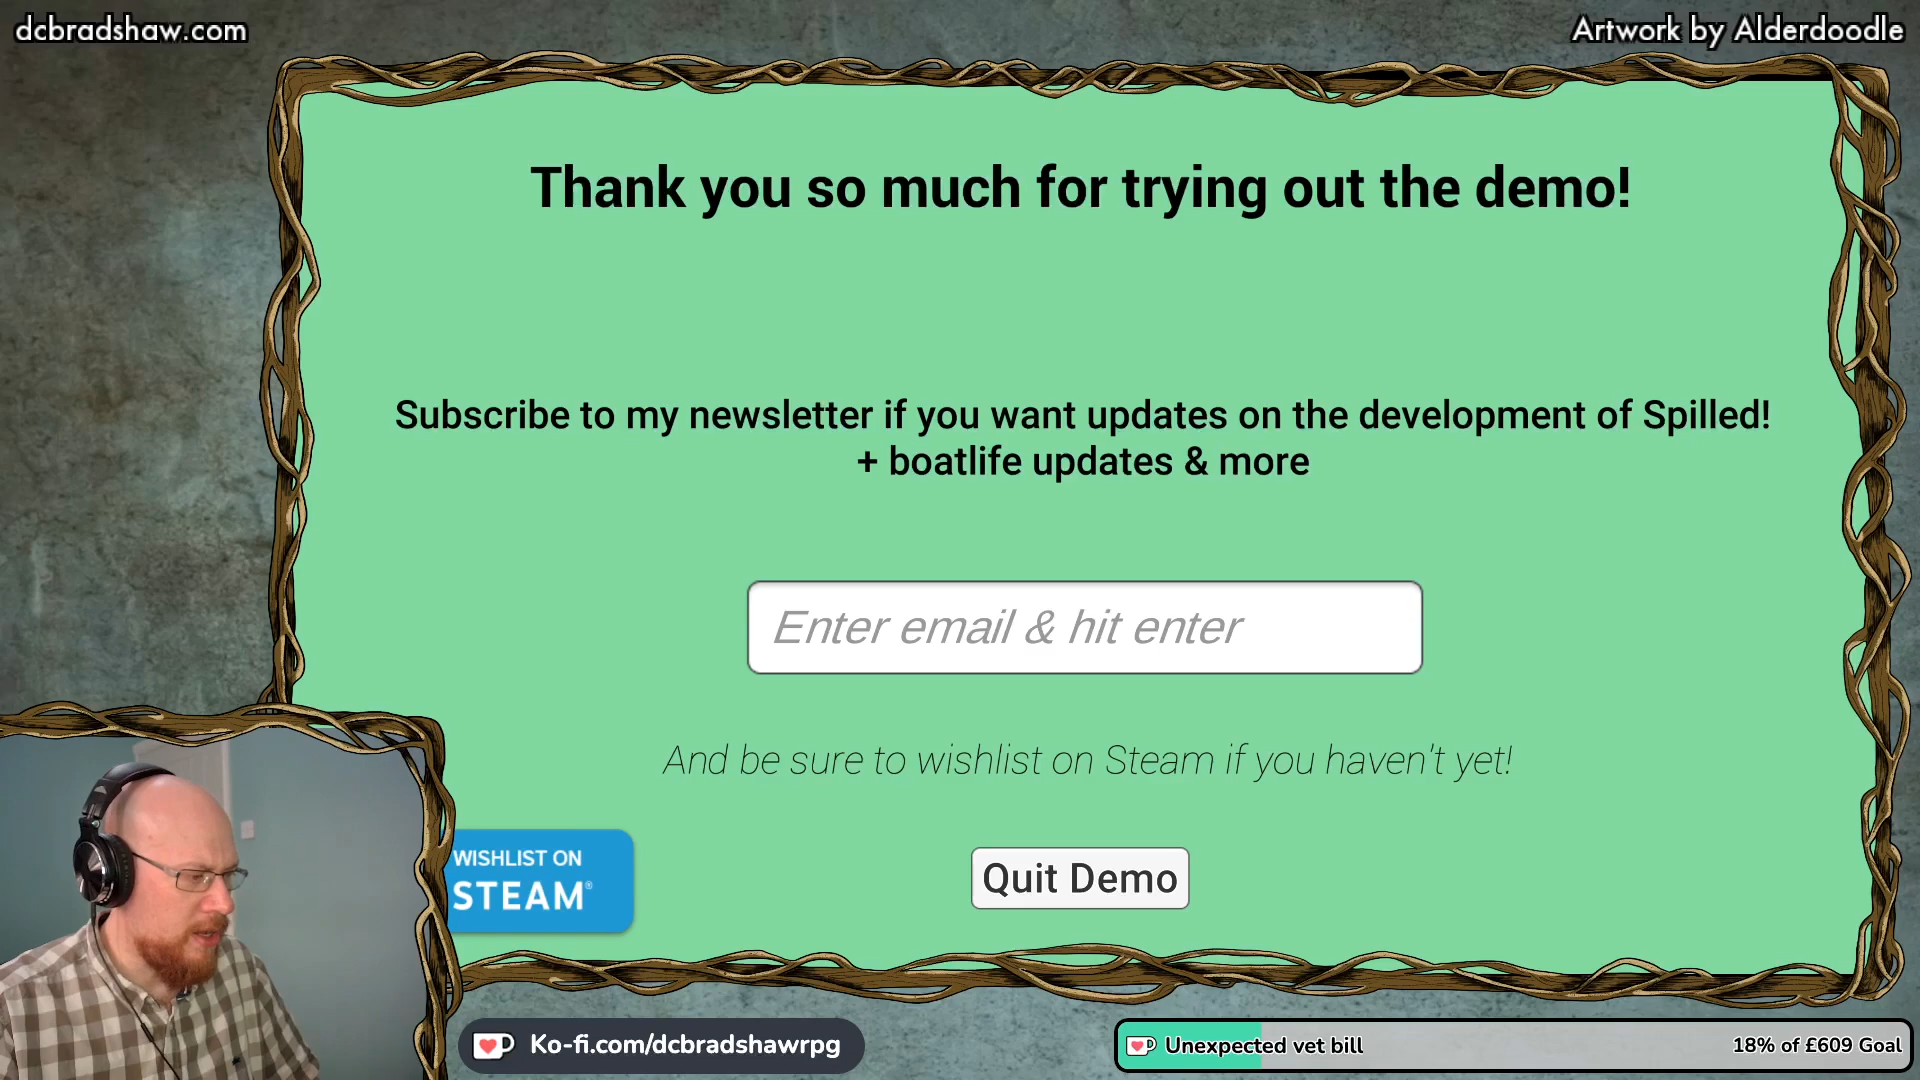 dcbradshaw.com
Artwork by Alderdoodle
Thank you so much for trying out the demo!
Subscribe to my newsletter if you want updates on the development of Spilled!
+ boatlife updates & more
Enter email & hit enter
And be sure to wishlist on Steam if you haven't yet!
WISHLIST ON
STEAM®
Quit Demo
Ko-fi.com/dcbradshawrpg
Unexpected vet bill
18% of £609 Goal